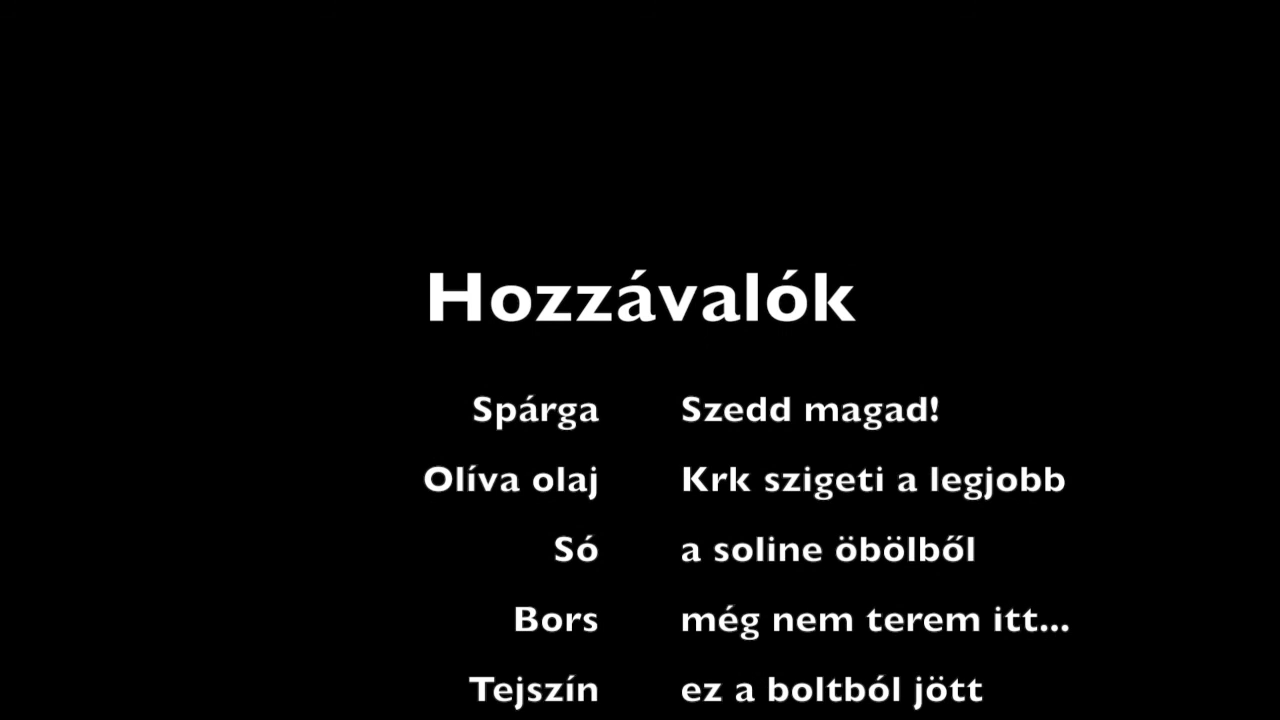 Hozzávalók
Spárga Szedd magad!
Olíva olaj Krk szigeti a legjobb
Só a soline öbölből
Bors még nem terem itt...
Tejszín ez a boltból jött